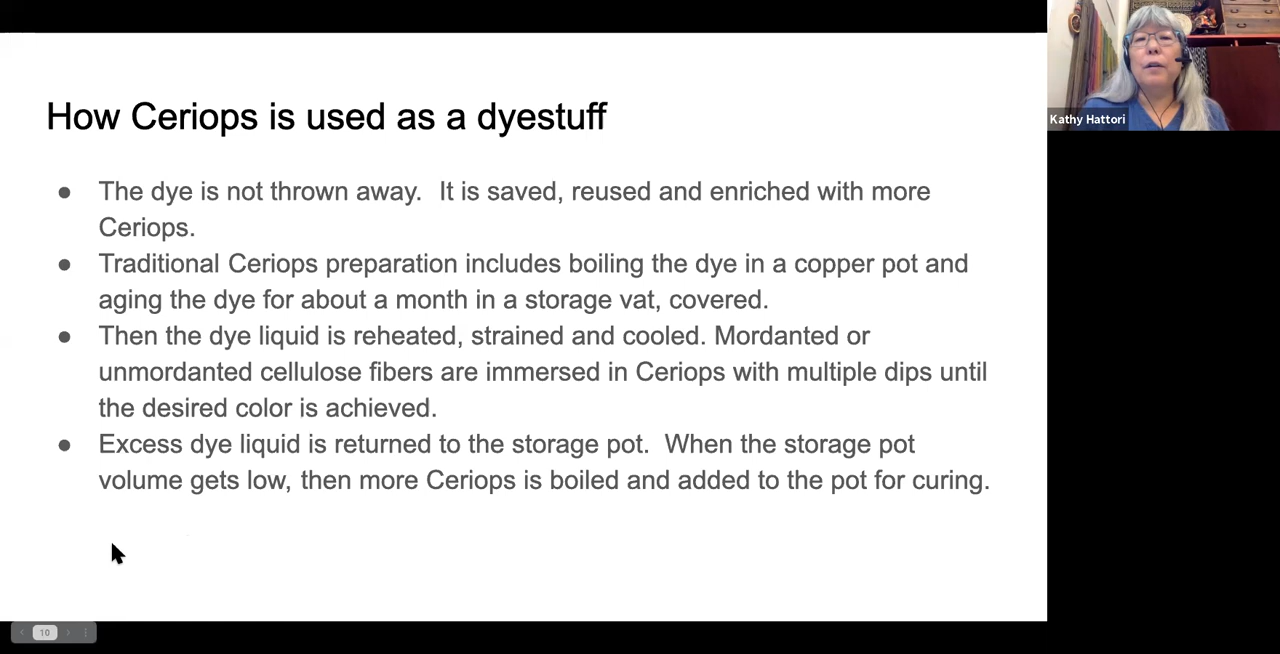 How Ceriops is used as a dyestuff
● The dye is not thrown away.  It is saved, reused and enriched with more
Ceriops.
● Traditional Ceriops preparation includes boiling the dye in a copper pot and
aging the dye for about a month in a storage vat, covered.
● Then the dye liquid is reheated, strained and cooled. Mordanted or
unmordanted cellulose fibers are immersed in Ceriops with multiple dips until
the desired color is achieved.
● Excess dye liquid is returned to the storage pot.  When the storage pot
volume gets low, then more Ceriops is boiled and added to the pot for curing.
Kathy Hattori
10